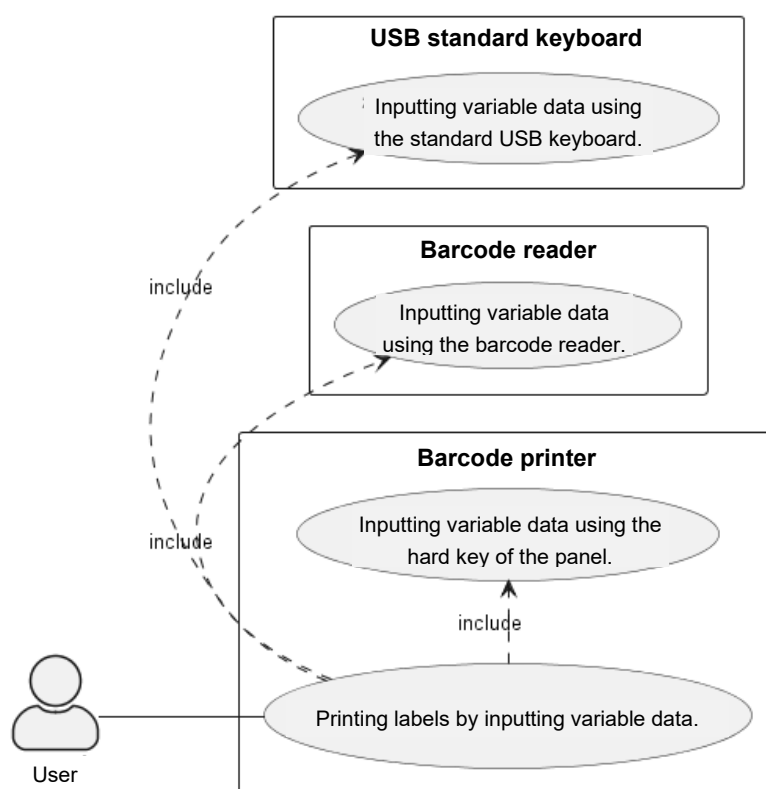 USB standard keyboard
Inputting variable data using
the standard USB keyboard.
Barcode reader
include
Inputting variable data
using the barcode reader.
Barcode printer
Inputting variable data using the
hard key of the panel.
include
include
Printing labels by inputting variable data.
User